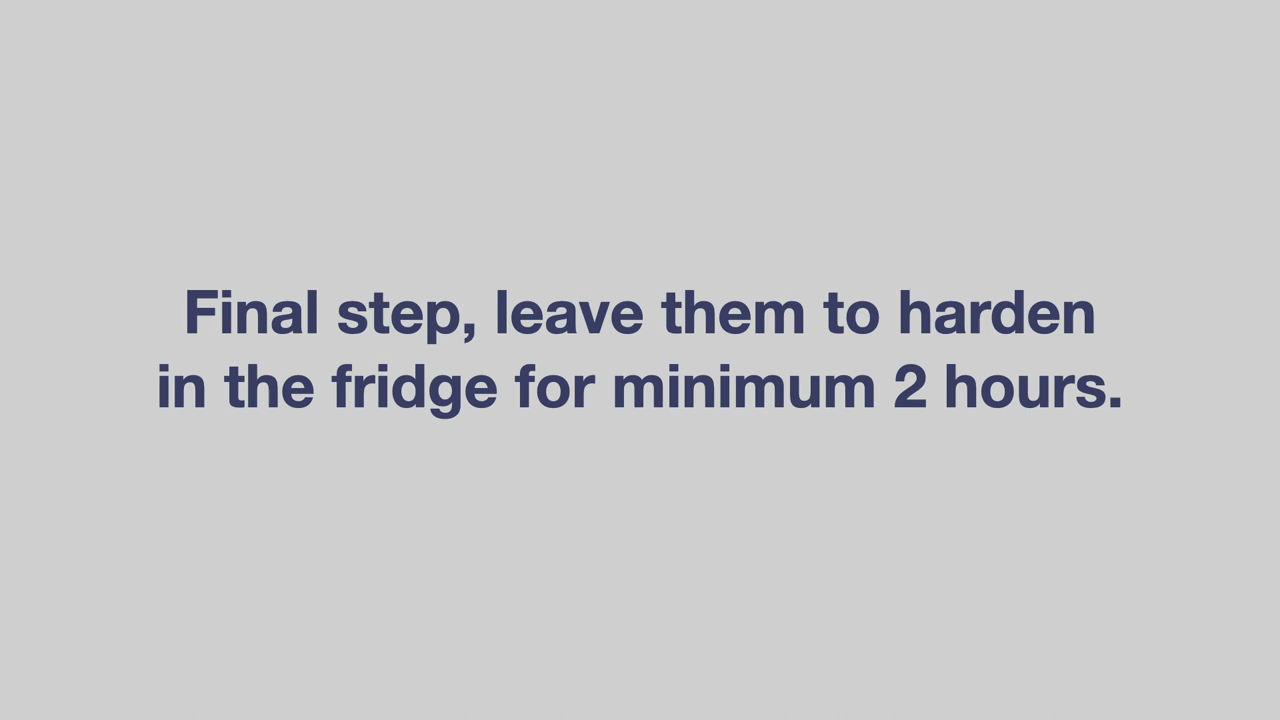 Final step, leave them to harden
in the fridge for minimum 2 hours.